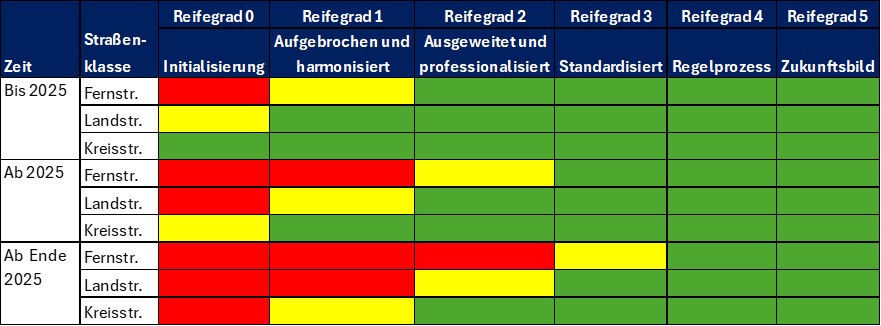 Reifegrad 0 Reifegrad 1 Reifegrad 2 Reifegrad 3 Reifegrad 4 Reifegrad 5
Zeit Straßen-klasse Initialisierung Aufgebrochen und harmonisiert Ausgeweitet und professionalisiert Standardisiert Regelprozess Zukunftsbild
Bis 2025 Fernstr.
Landstr.
Kreisstr.
Ab 2025 Fernstr.
Landstr.
Kreisstr.
Ab Ende Fernstr.
2025 Landstr.
Kreisstr.